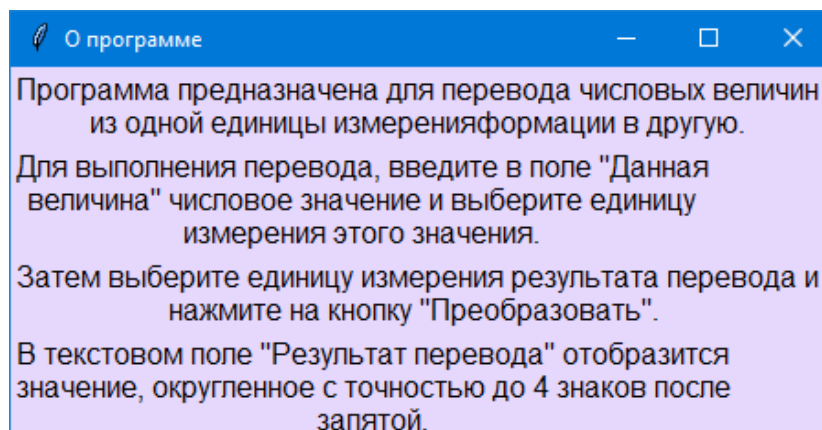 О программе
Программа предназначена для перевода числовых величин
из одной единицы измеренияформации в другую.
Для выполнения перевода, введите в поле "Данная
величина" числовое значение и выберите единицу
измерения этого значения.
Затем выберите единицу измерения результата перевода и
нажмите на кнопку "Преобразовать".
В текстовом поле "Результат перевода" отобразится
значение, округленное с точностью до 4 знаков после
запятой.